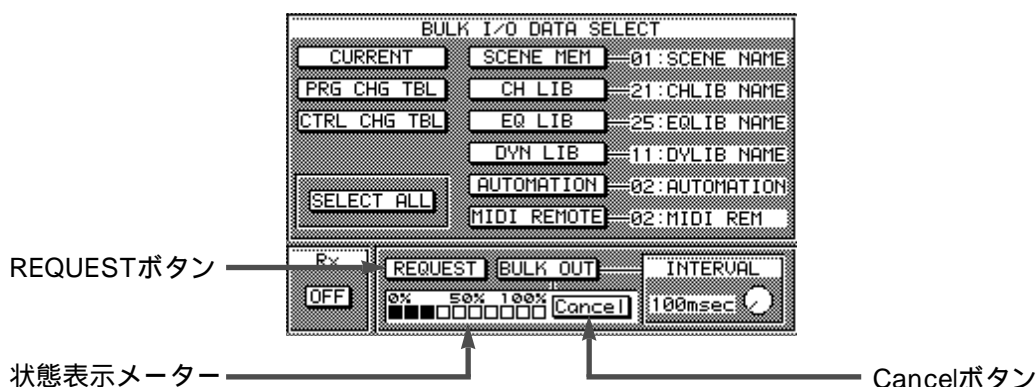 BULK I/O DATA SELECT
CURRENT
SCENE MEM
01:SCENE NAME
PRG CHG TBL
CH LIB
21:CHLIB NAME
CTRL CHG TBL
EQ LIB
25:EQLIB NAME
DYN LIB
11:DYLIB NAME
SELECT ALL
AUTOMATION
02:AUTOMATION
MIDI REMOTE
02:MIDI REM
REQUESTボタン
Rx
REQUEST
BULK OUT
INTERVAL
OFF
0% 50% 100%
Cancel
100msec
状態表示メーター
Cancelボタン